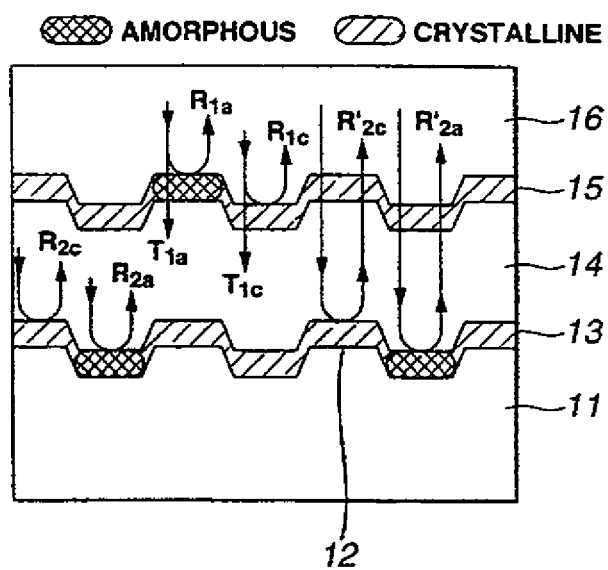 AMORPHOUS CRYSTALLINE
R1a R1c R'2c R'2a 16
15
T1a T1c
R2c R2a 14
13
11
12